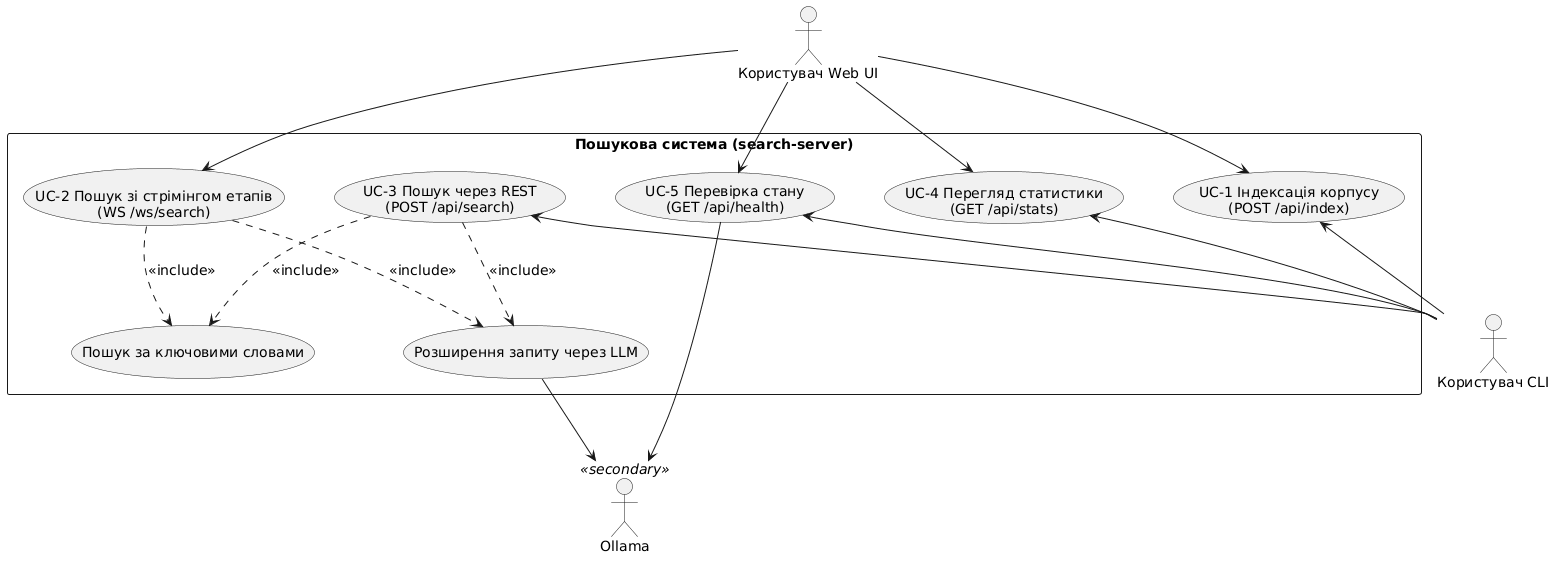 Користувач Web UI
Пошукова система (search-server)
UC-2 Пошук зі стрімінгом етапів
(WS /ws/search)
UC-3 Пошук через REST
(POST /api/search)
UC-5 Перевірка стану
(GET /api/health)
UC-4 Перегляд статистики
(GET /api/stats)
UC-1 Індексація корпусу
(POST /api/index)
«include»
«include»
«include»
«include»
Пошук за ключовими словами
Розширення запиту через LLM
Користувач CLI
«secondary»
Ollama